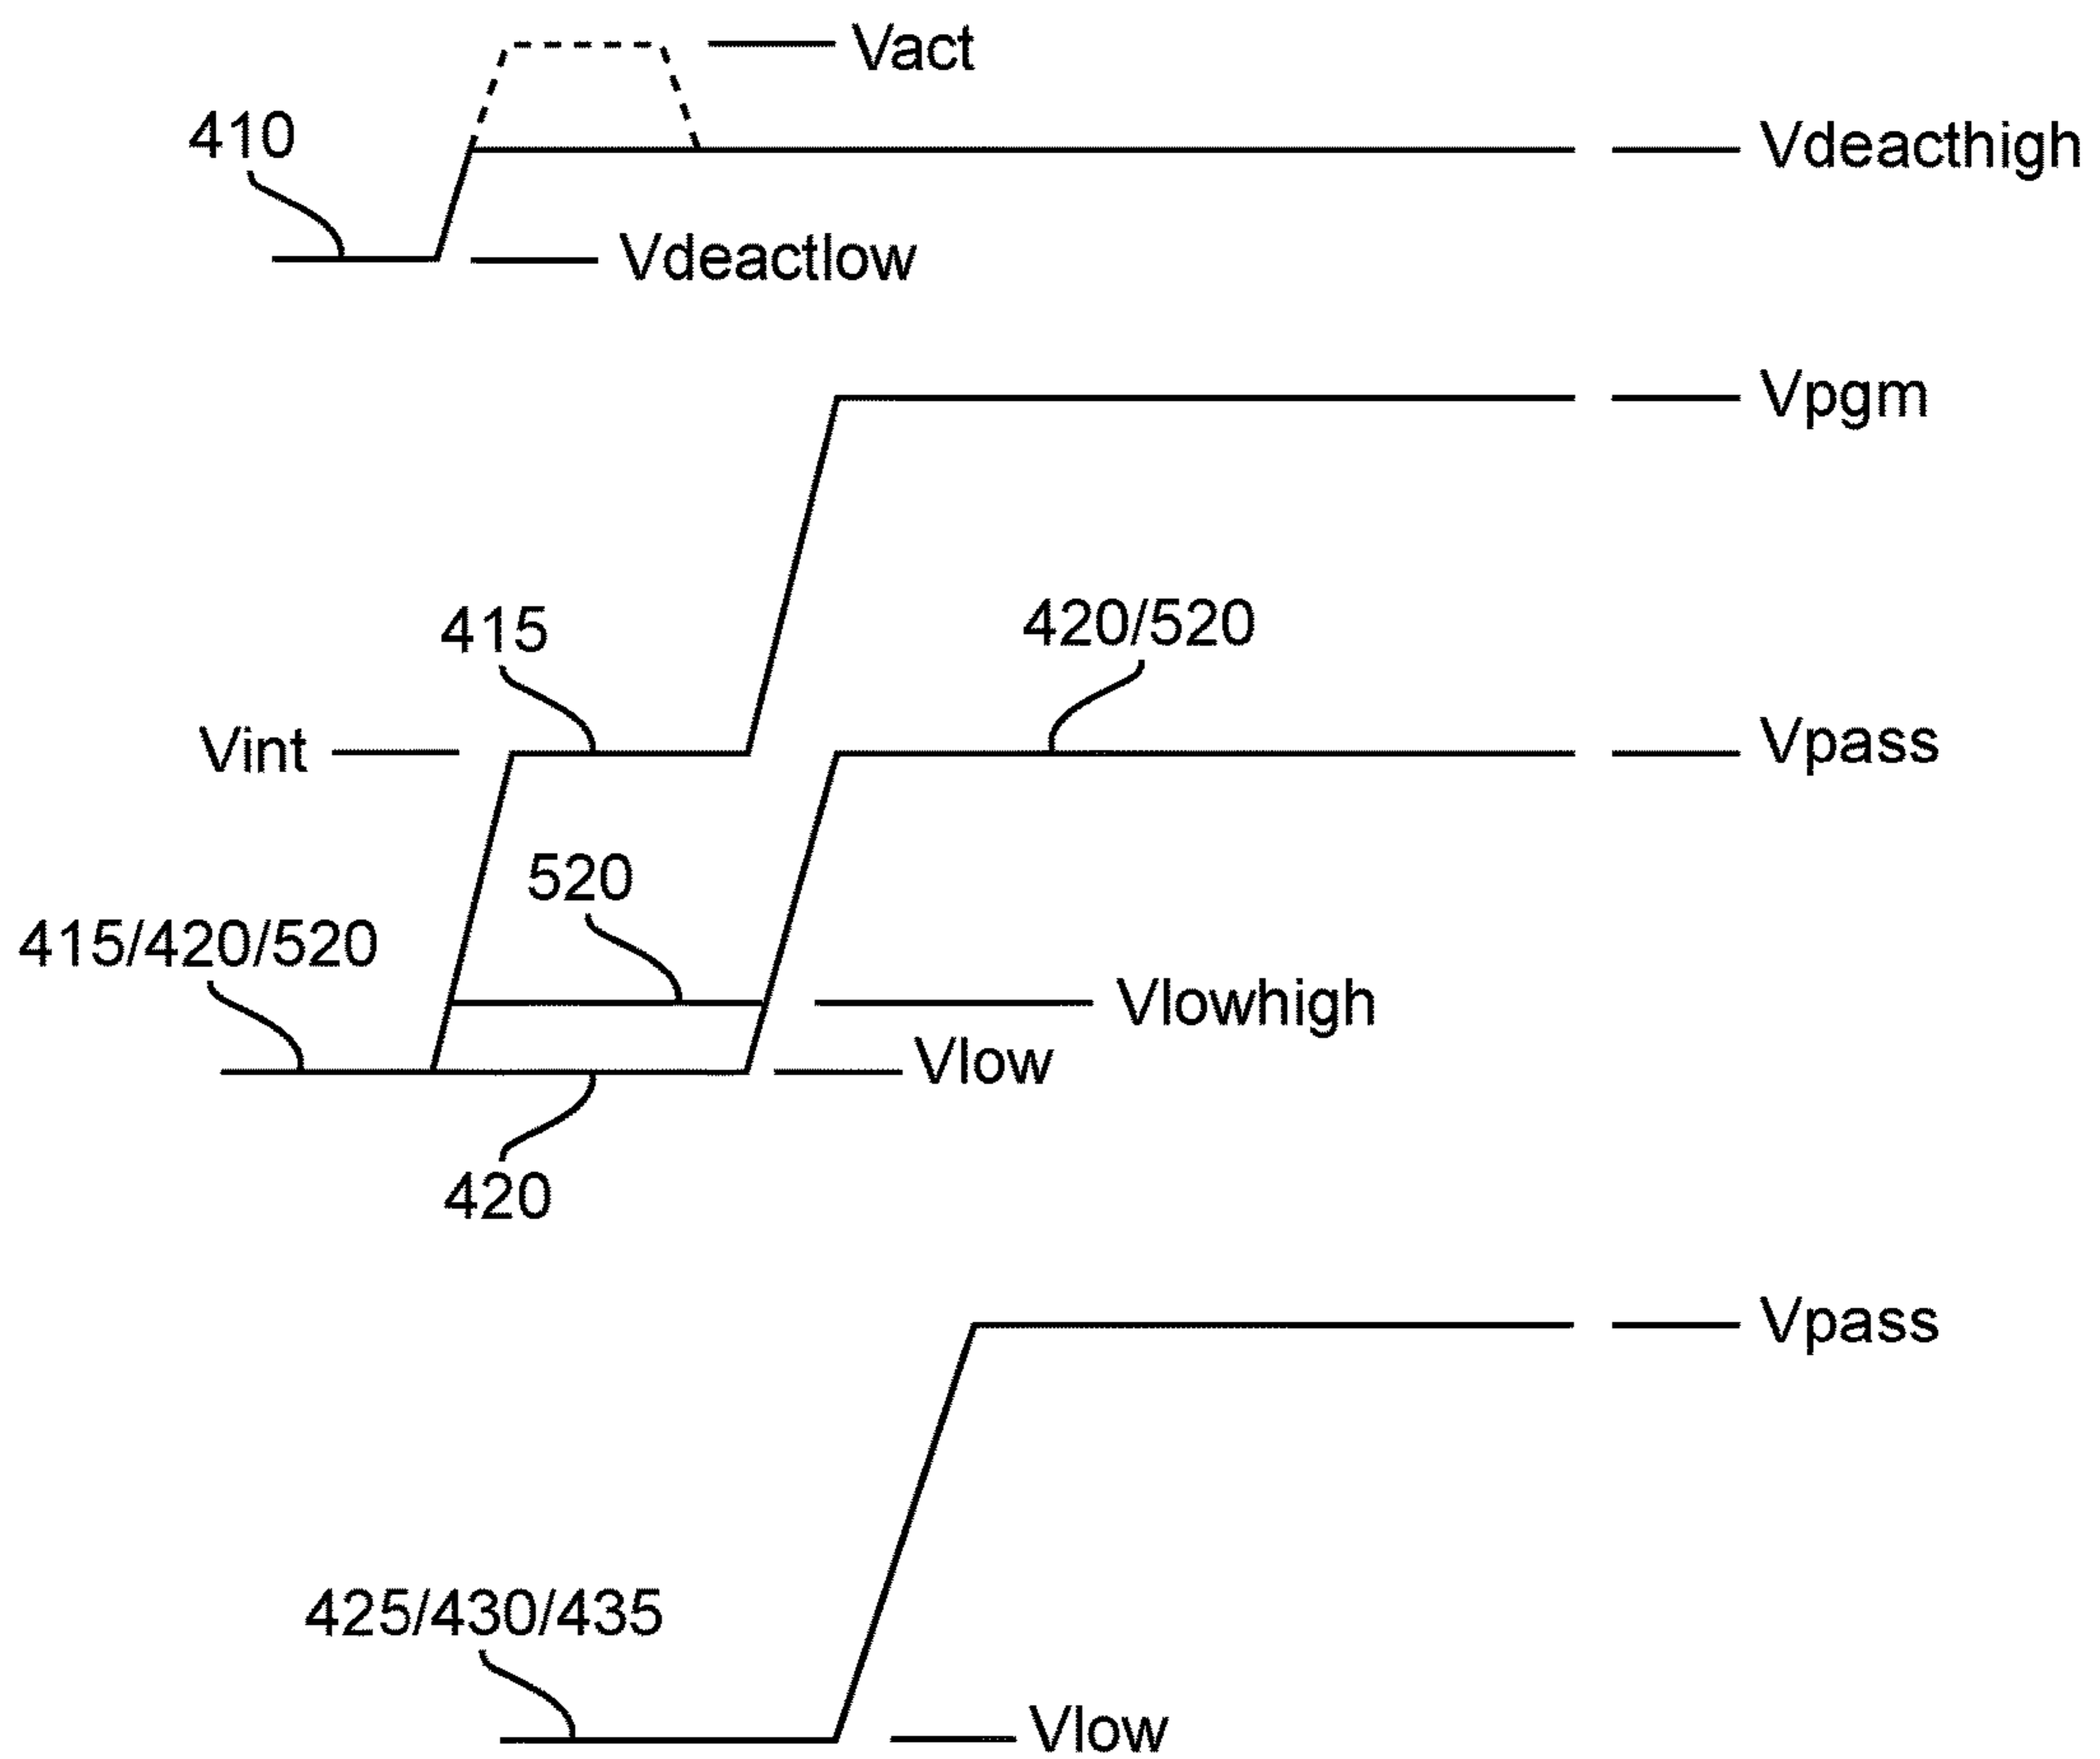 Vact
410
Vdeacthigh
Vdeactlow
Vpgm
415
420/520
Vint
Vpass
520
415/420/520
Vlowhigh
Vlow
420
Vpass
425/430/435
Vlow